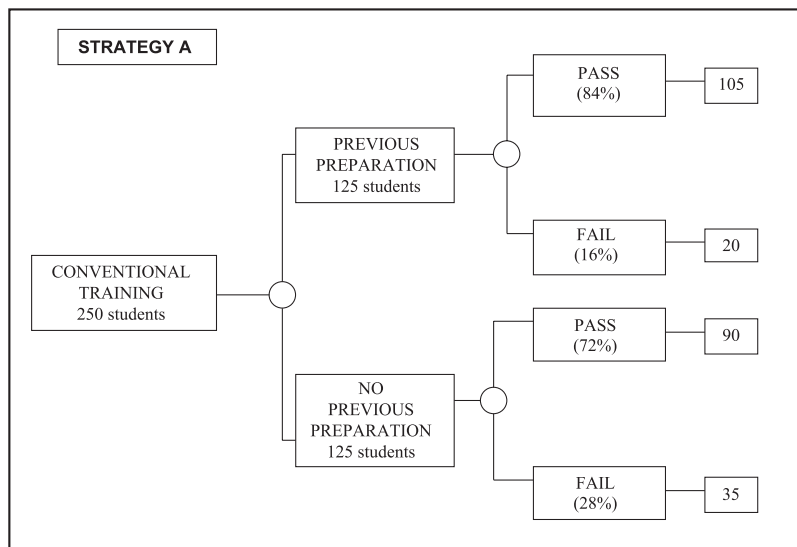 STRATEGY A
PASS
(84%)
105
PREVIOUS
PREPARATION
125 students
FAIL
(16%)
20
CONVENTIONAL
TRAINING
250 students
PASS
(72%)
90
NO
PREVIOUS
PREPARATION
125 students
FAIL
(28%)
35